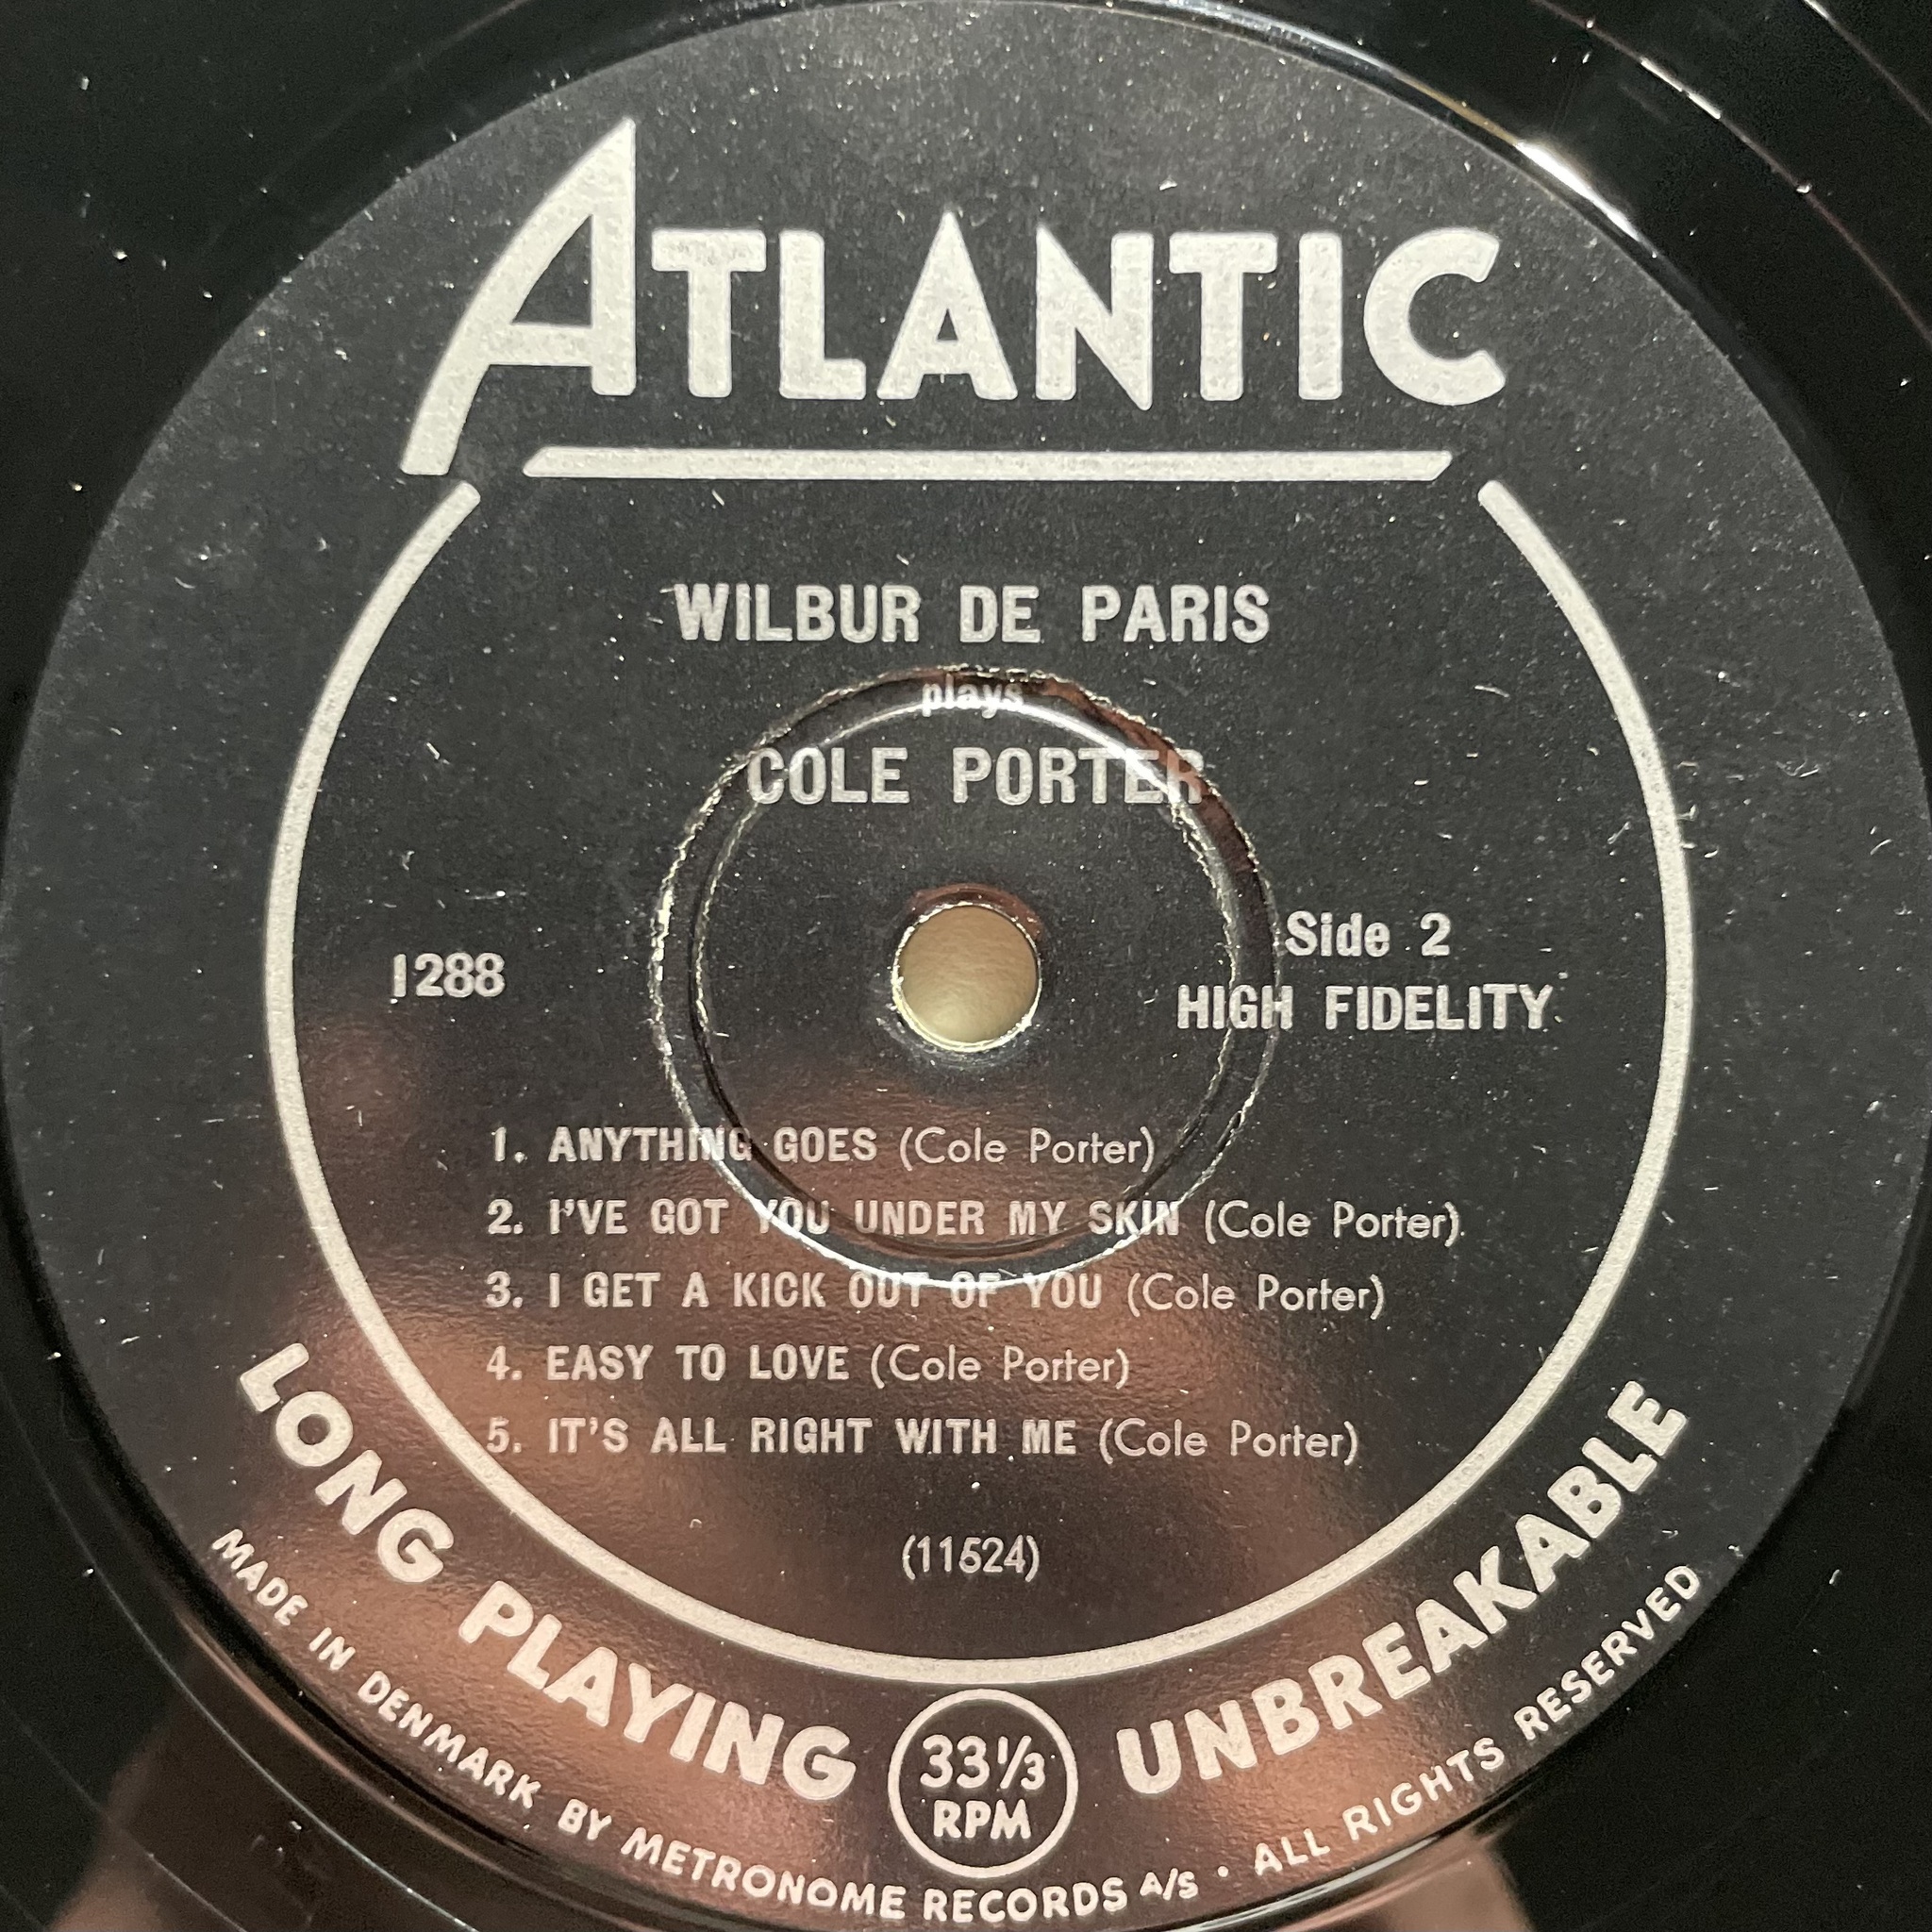 ATLANTIC
WILBUR DE PARIS
plays
COLE PORTER
1288
Side 2
HIGH FIDELITY
1. ANYTHING GOES (Cole Porter)
2. I'VE GOT YOU UNDER MY SKIN (Cole Porter)
3. I GET A KICK OUT OF YOU (Cole Porter)
4. EASY TO LOVE (Cole Porter)
5. IT'S ALL RIGHT WITH ME (Cole Porter)
(11524)
LONG PLAYING
33⅓
RPM
UNBREAKABLE
MADE IN DENMARK BY METRONOME RECORDS A/S · ALL RIGHTS RESERVED